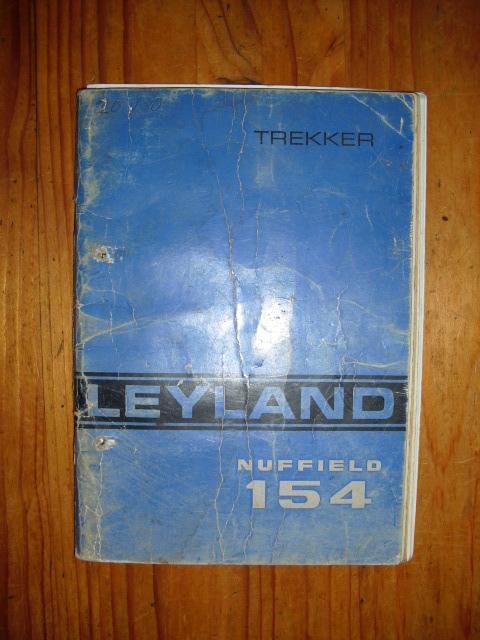 TREKKER
LEYLAND
NUFFIELD
154